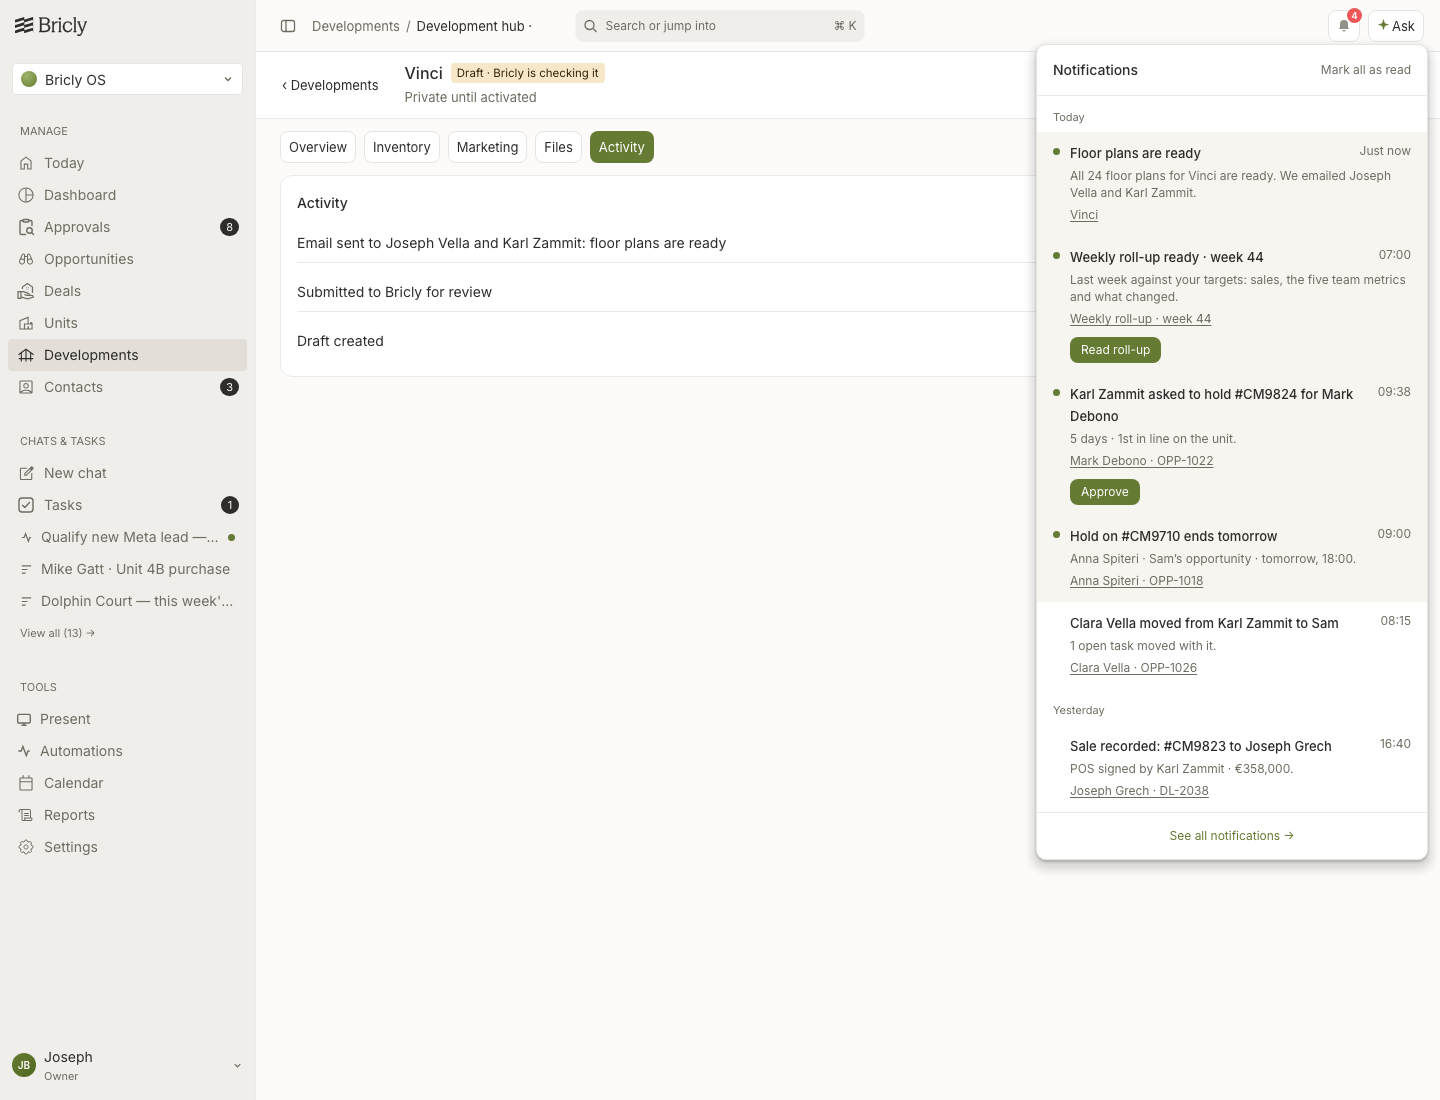 Bricly
Bricly OS
MANAGE
Today
Dashboard
Approvals 8
Opportunities
Deals
Units
Developments
Contacts 3
CHATS & TASKS
New chat
Tasks 1
Qualify new Meta lead —...
Mike Gatt · Unit 4B purchase
Dolphin Court — this week'...
View all (13) →
TOOLS
Present
Automations
Calendar
Reports
Settings
JB
Joseph
Owner
Developments / Development hub ·
Search or jump into ⌘ K
4
Ask
‹ Developments
Vinci Draft · Bricly is checking it
Private until activated
Overview Inventory Marketing Files Activity
Activity
Email sent to Joseph Vella and Karl Zammit: floor plans are ready
Submitted to Bricly for review
Draft created
Notifications Mark all as read
Today
Floor plans are ready Just now
All 24 floor plans for Vinci are ready. We emailed Joseph
Vella and Karl Zammit.
Vinci
Weekly roll-up ready · week 44 07:00
Last week against your targets: sales, the five team metrics
and what changed.
Weekly roll-up · week 44
Read roll-up
Karl Zammit asked to hold #CM9824 for Mark 09:38
Debono
5 days · 1st in line on the unit.
Mark Debono · OPP-1022
Approve
Hold on #CM9710 ends tomorrow 09:00
Anna Spiteri · Sam’s opportunity · tomorrow, 18:00.
Anna Spiteri · OPP-1018
Clara Vella moved from Karl Zammit to Sam 08:15
1 open task moved with it.
Clara Vella · OPP-1026
Yesterday
Sale recorded: #CM9823 to Joseph Grech 16:40
POS signed by Karl Zammit · €358,000.
Joseph Grech · DL-2038
See all notifications →